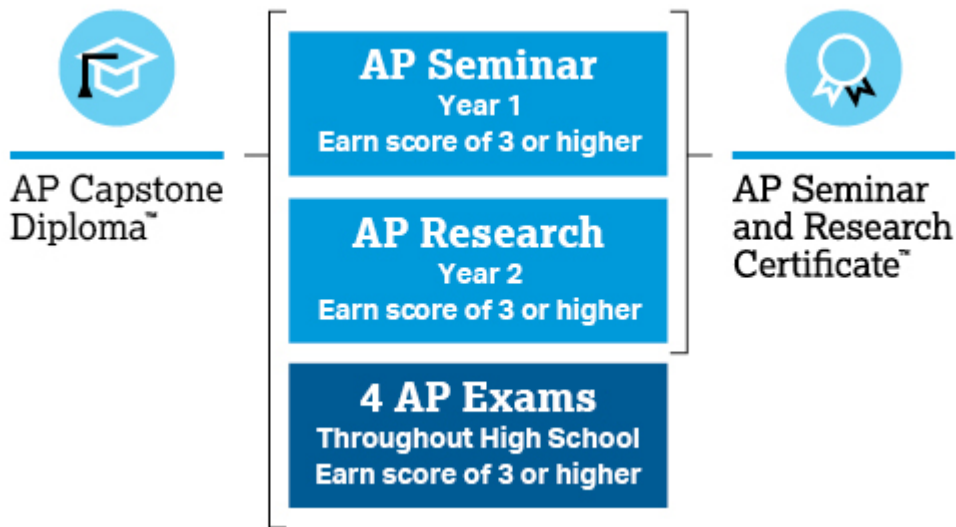 AP Capstone
Diploma™
AP Seminar
Year 1
Earn score of 3 or higher
AP Research
Year 2
Earn score of 3 or higher
4 AP Exams
Throughout High School
Earn score of 3 or higher
AP Seminar
and Research
Certificate™